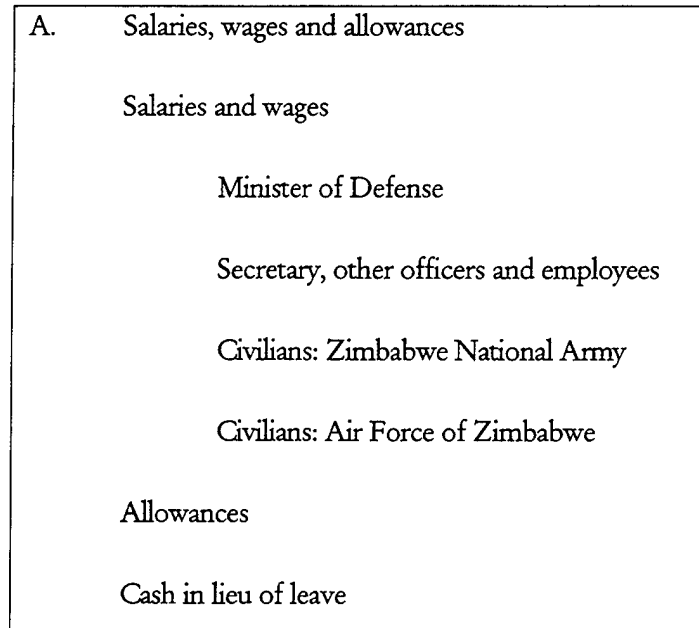 A. Salaries, wages and allowances
Salaries and wages
Minister of Defense
Secretary, other officers and employees
Civilians: Zimbabwe National Army
Civilians: Air Force of Zimbabwe
Allowances
Cash in lieu of leave